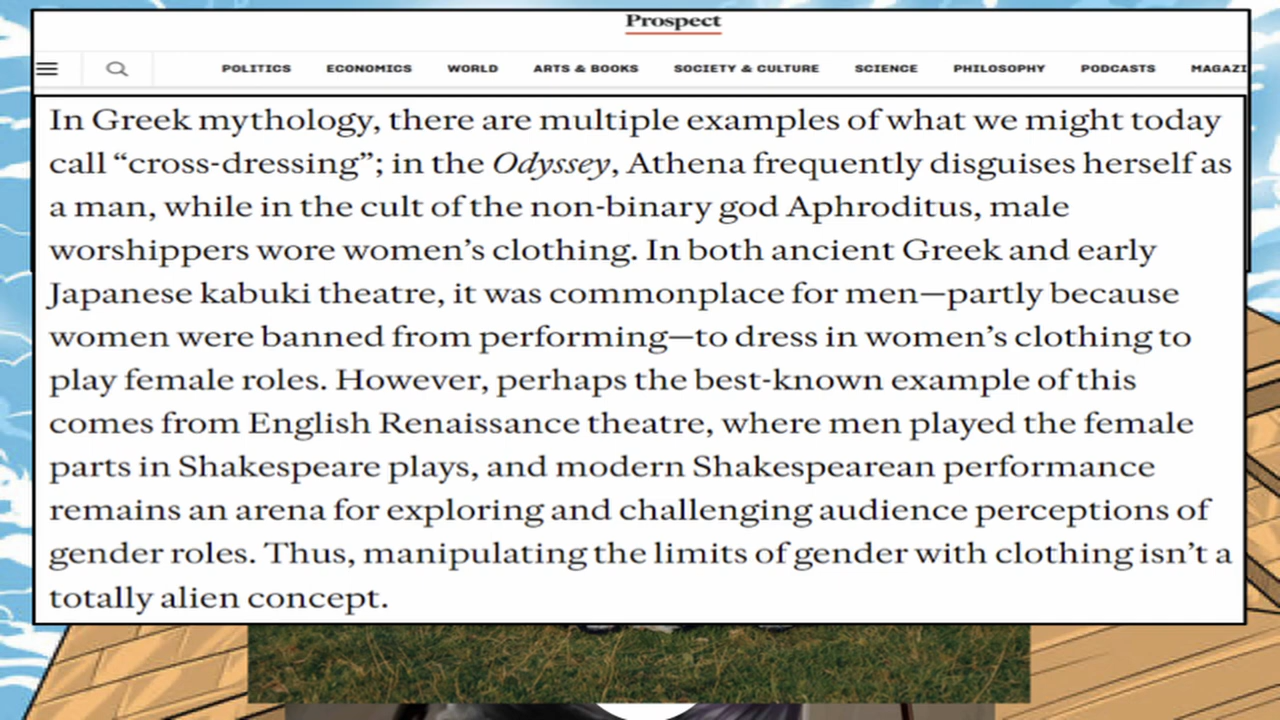 Prospect
POLITICS ECONOMICS WORLD ARTS & BOOKS SOCIETY & CULTURE SCIENCE PHILOSOPHY PODCASTS MAGAZI
In Greek mythology, there are multiple examples of what we might today
call “cross-dressing”; in the Odyssey, Athena frequently disguises herself as
a man, while in the cult of the non-binary god Aphroditus, male
worshippers wore women’s clothing. In both ancient Greek and early
Japanese kabuki theatre, it was commonplace for men—partly because
women were banned from performing—to dress in women’s clothing to
play female roles. However, perhaps the best-known example of this
comes from English Renaissance theatre, where men played the female
parts in Shakespeare plays, and modern Shakespearean performance
remains an arena for exploring and challenging audience perceptions of
gender roles. Thus, manipulating the limits of gender with clothing isn’t a
totally alien concept.